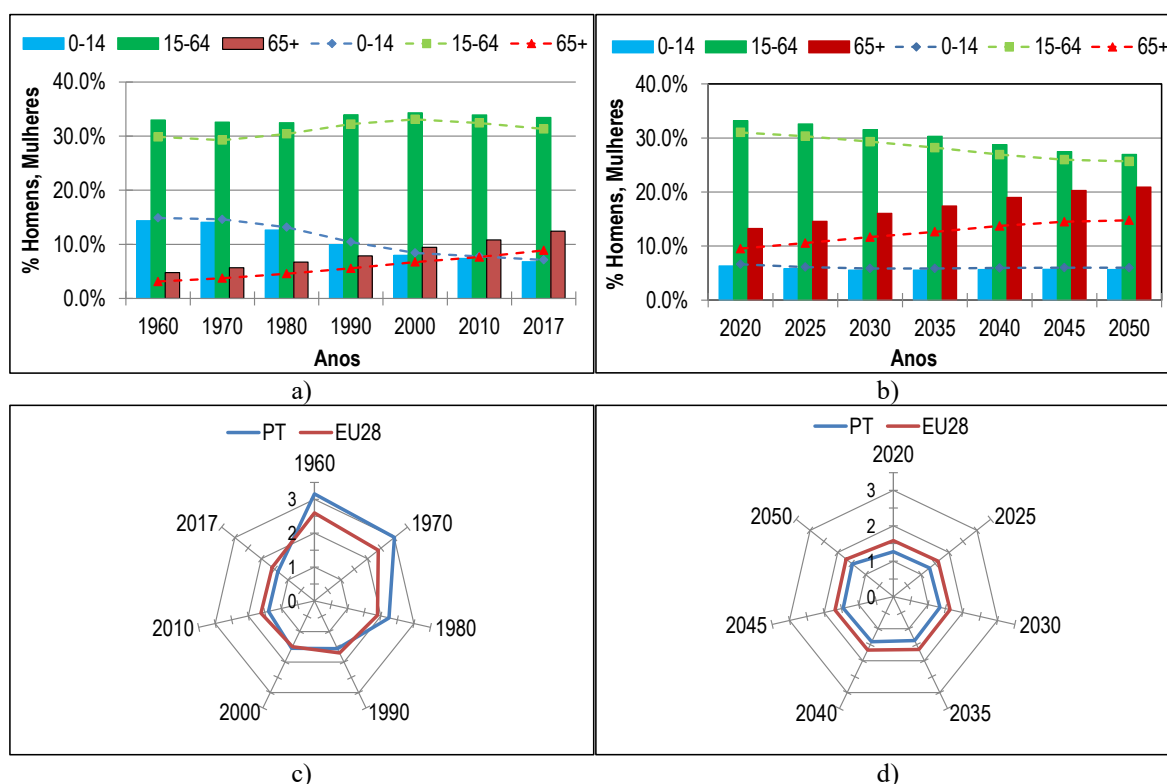 0-14 15-64 65+ 0-14 15-64 65+
40.0%
30.0%
20.0%
10.0%
0.0%
% Homens, Mulheres
1960 1970 1980 1990 2000 2010 2017
Anos
a)
0-14 15-64 65+ 0-14 15-64 65+
40.0%
30.0%
20.0%
10.0%
0.0%
% Homens, Mulheres
2020 2025 2030 2035 2040 2045 2050
Anos
b)
PT EU28
1960
2017 1970
2010 1980
2000 1990
3
2
1
0
c)
PT EU28
2020
2050 2025
2045 2030
2040 2035
3
2
1
0
d)